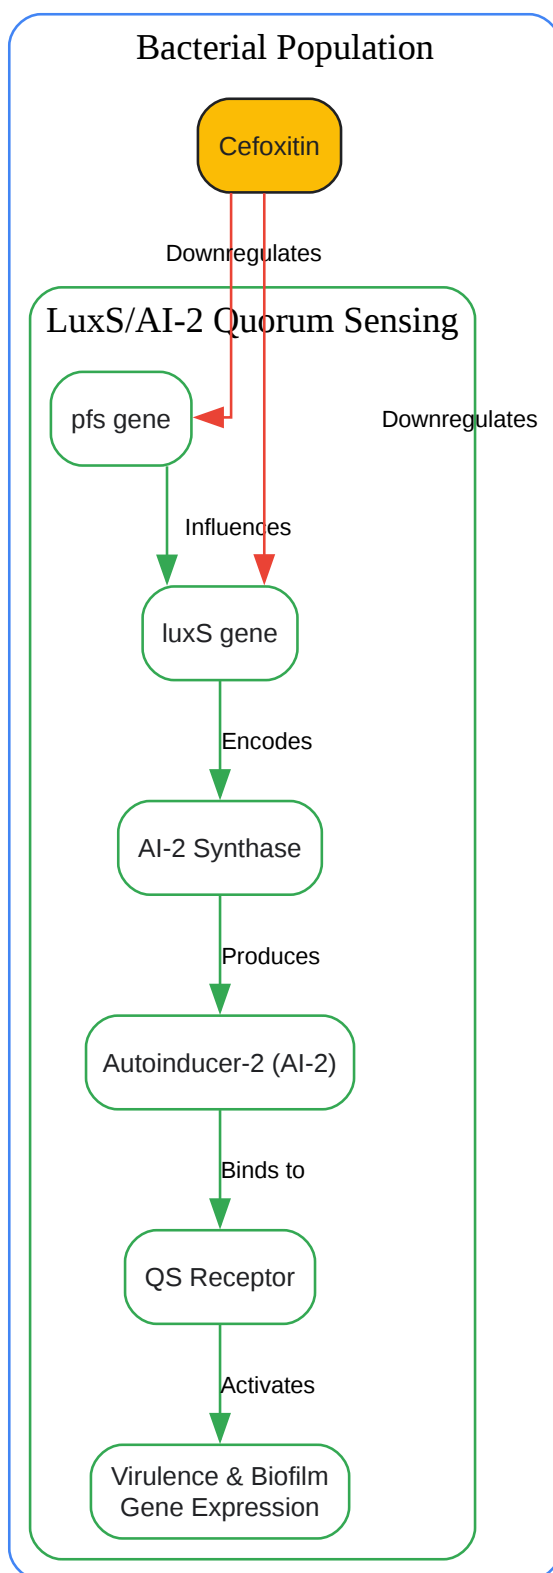 Bacterial Population
Cefoxitin
Downregulates
LuxS/AI-2 Quorum Sensing
pfs gene
Downregulates
Influences
luxS gene
Encodes
AI-2 Synthase
Produces
Autoinducer-2 (AI-2)
Binds to
QS Receptor
Activates
Virulence & Biofilm
Gene Expression